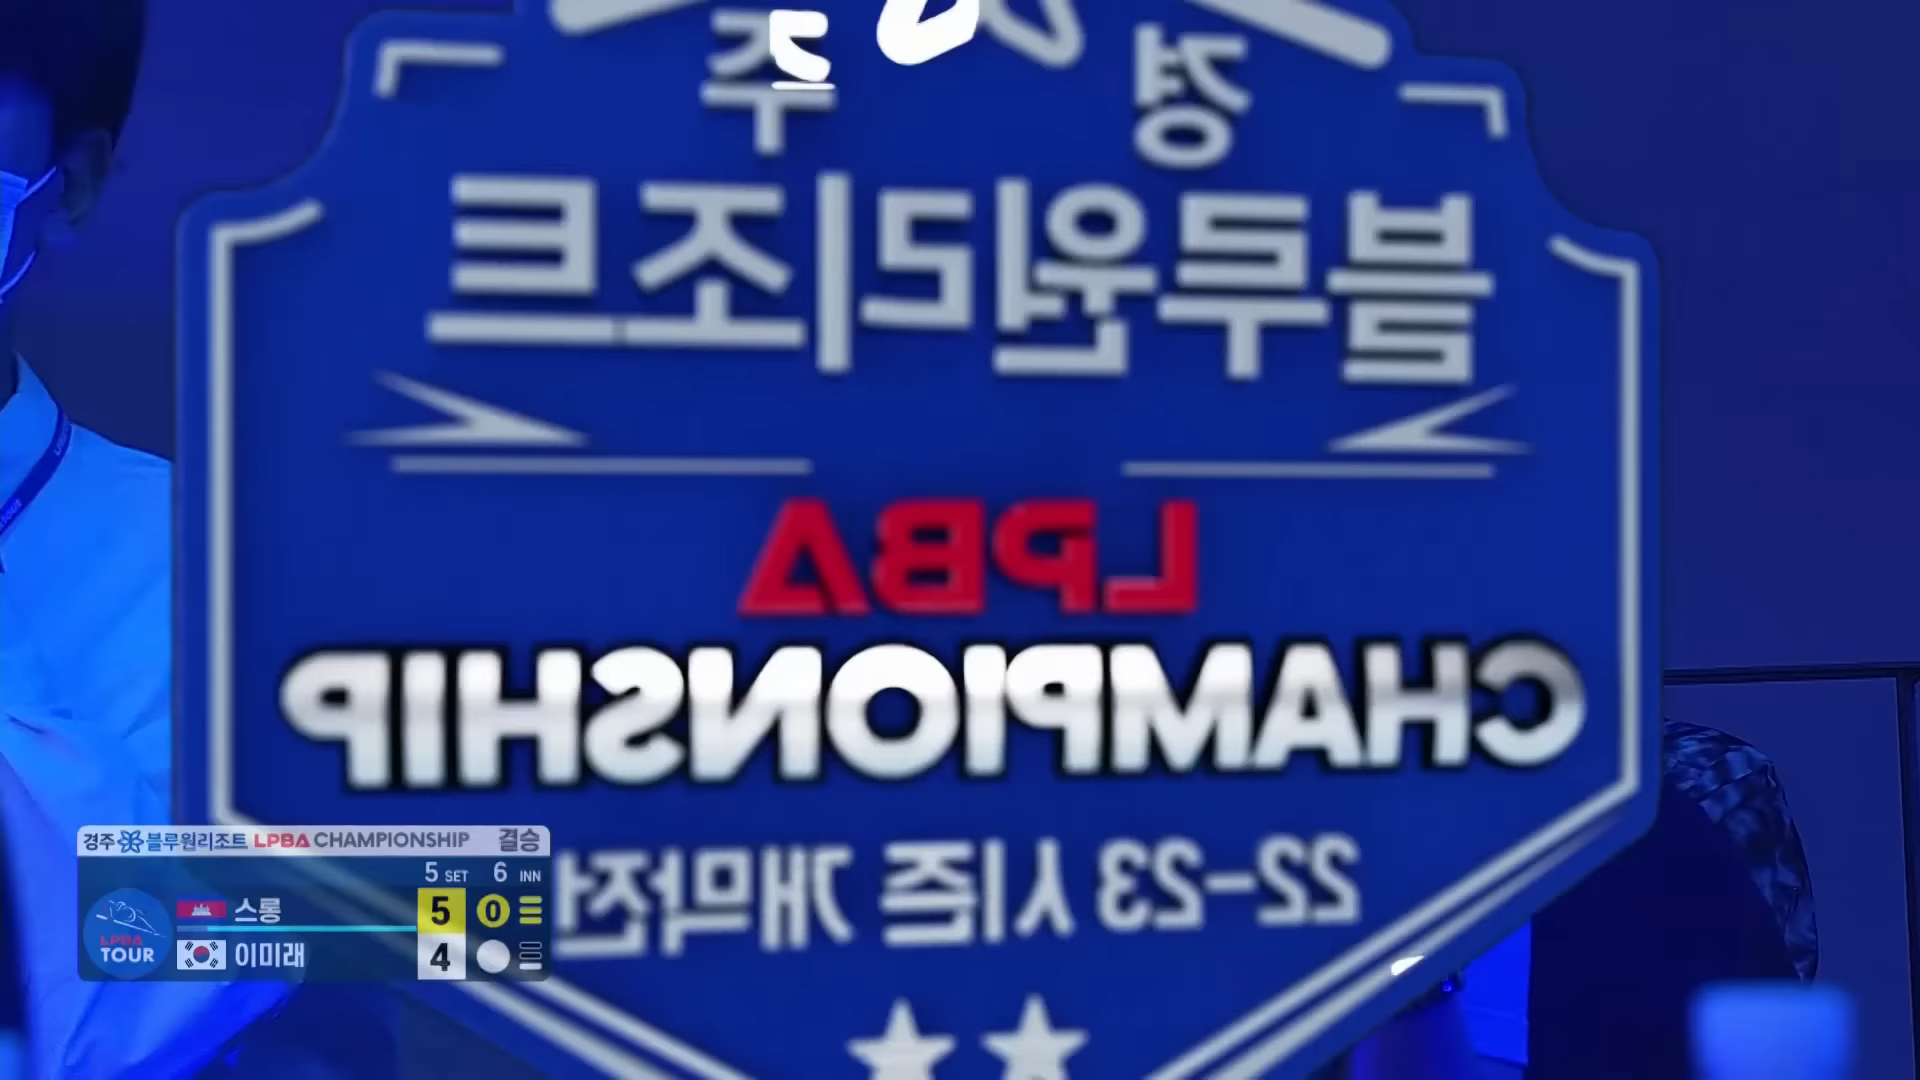 경주
블루원리조트
LPBA
CHAMPIONSHIP
22-23 시즌 개막전
경주 블루원리조트 LPBA CHAMPIONSHIP 결승
5 SET 6 INN
스롱 5 0
이미래 4
LPBA
TOUR